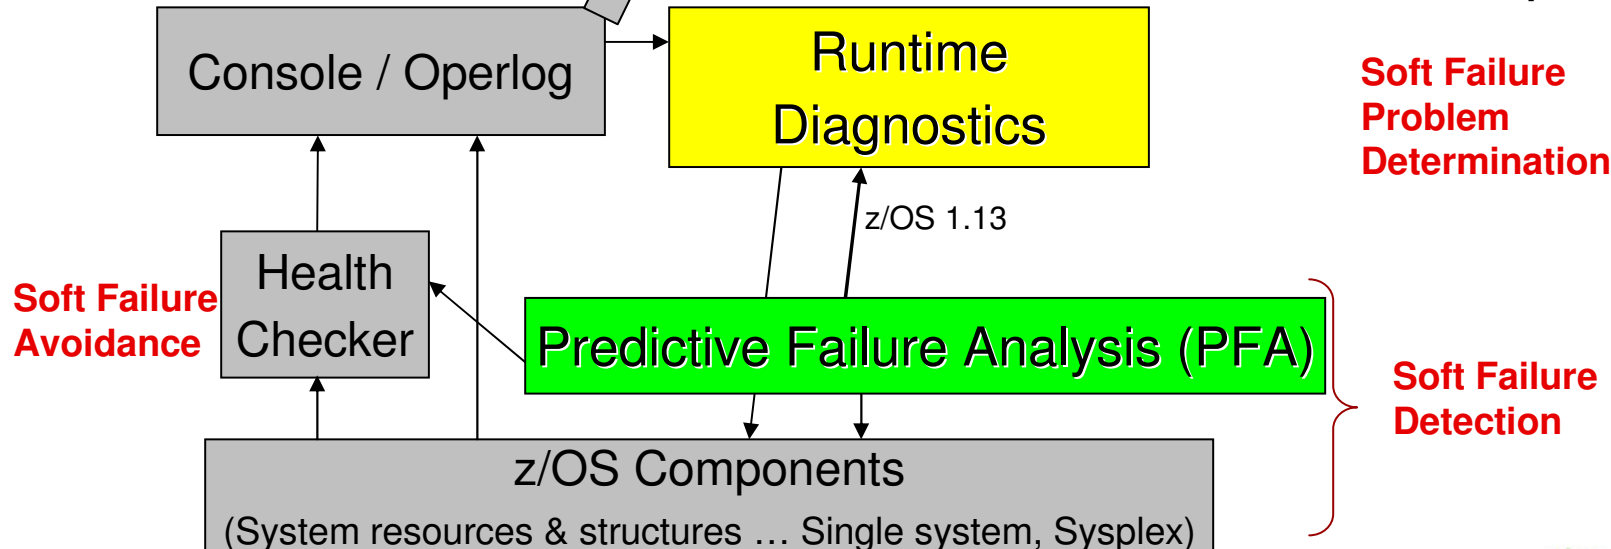 Console / Operlog
Runtime
Diagnostics
Soft Failure
Problem
Determination
z/OS 1.13
Health
Checker
Soft Failure
Avoidance
Predictive Failure Analysis (PFA)
Soft Failure
Detection
z/OS Components
(System resources & structures … Single system, Sysplex)